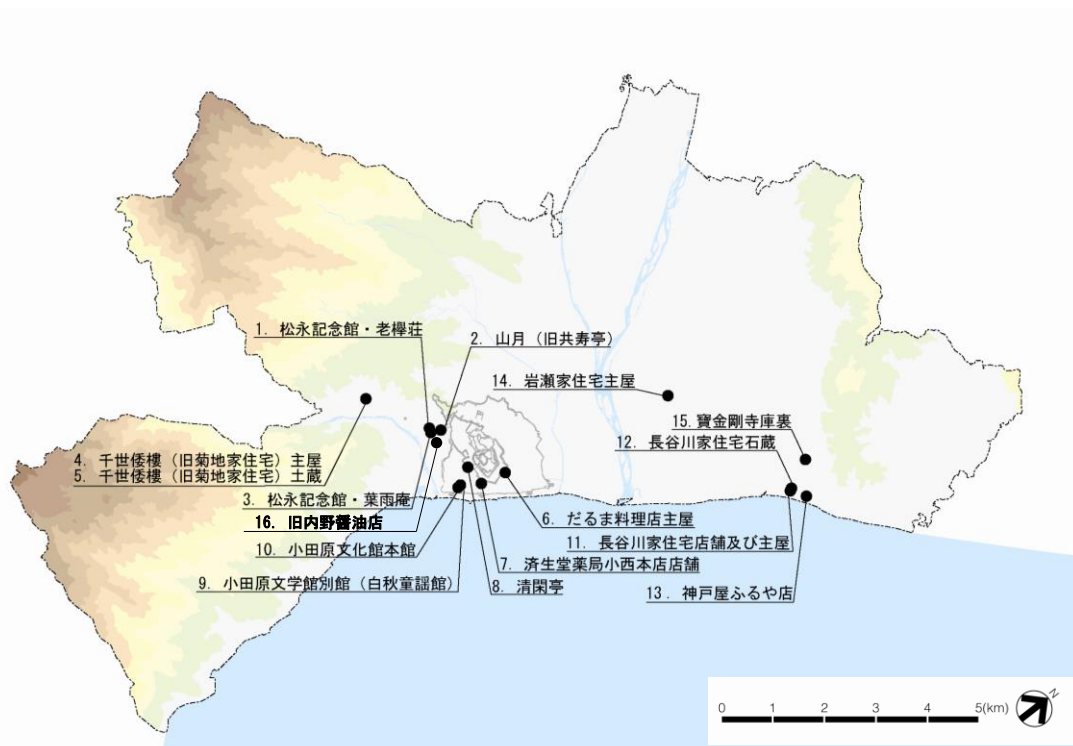 1. 松永記念館・老欅荘
2. 山月（旧共寿亭）
14. 岩瀬家住宅主屋
15. 寶金剛寺庫裏
12. 長谷川家住宅石蔵
4. 千世倭樓（旧菊地家住宅）主屋
5. 千世倭樓（旧菊地家住宅）土蔵
3. 松永記念館・葉雨庵
16. 旧内野醤油店
6. だるま料理店主屋
10. 小田原文化館本館
11. 長谷川家住宅店舗及び主屋
7. 済生堂薬局小西本店店舗
9. 小田原文学館別館（白秋童謡館）
8. 清閑亭
13. 神戸屋ふるや店
0 1 2 3 4 5(km)
N